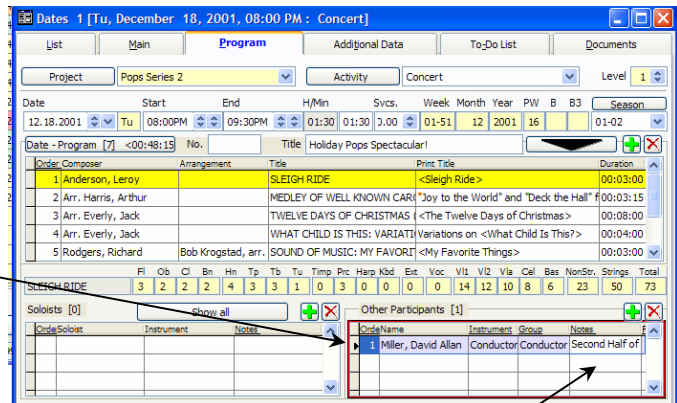 Dates 1 [Tu, December 18, 2001, 08:00 PM : Concert]
List Main Program Additional Data To-Do List Documents
Project Pops Series 2 Activity Concert Level 1
Date Start End H/Min Svcs. Week Month Year PW B B3 Season
12.18.2001 Tu 08:00PM 09:30PM 01:30 01:30 0.00 01-51 12 2001 16 01-02
Date - Program [7] <00:48:15 No. Title Holiday Pops Spectacular!
Order Composer Arrangement Title Print Title Duration
1 Anderson, Leroy SLEIGH RIDE <Sleigh Ride> 00:03:00
2 Arr. Harris, Arthur MEDLEY OF WELL KNOWN CAR "Joy to the World" and "Deck the Hall" f 00:03:15
3 Arr. Everly, Jack TWELVE DAYS OF CHRISTMAS <The Twelve Days of Christmas> 00:08:00
4 Arr. Everly, Jack WHAT CHILD IS THIS: VARIATI Variations on <What Child Is This?> 00:04:00
5 Rodgers, Richard Bob Krogstad, arr. SOUND OF MUSIC: MY FAVORI <My Favorite Things> 00:03:00
Fl Ob Cl Bn Hn Tp Tb Tu Timp Prc Harp Kbd Ext Voc Vl1 Vl2 Vla Cel Bas NonStr. Strings Total
SLEIGH RIDE 3 2 2 2 4 3 3 1 0 3 0 0 0 0 14 12 10 8 6 23 50 73
Soloists [0] Show all Other Participants [1]
Orde Soloist Instrument Notes Orde Name Instrument Group Notes
1 Miller, David Allan Conductor Conductor Second Half of